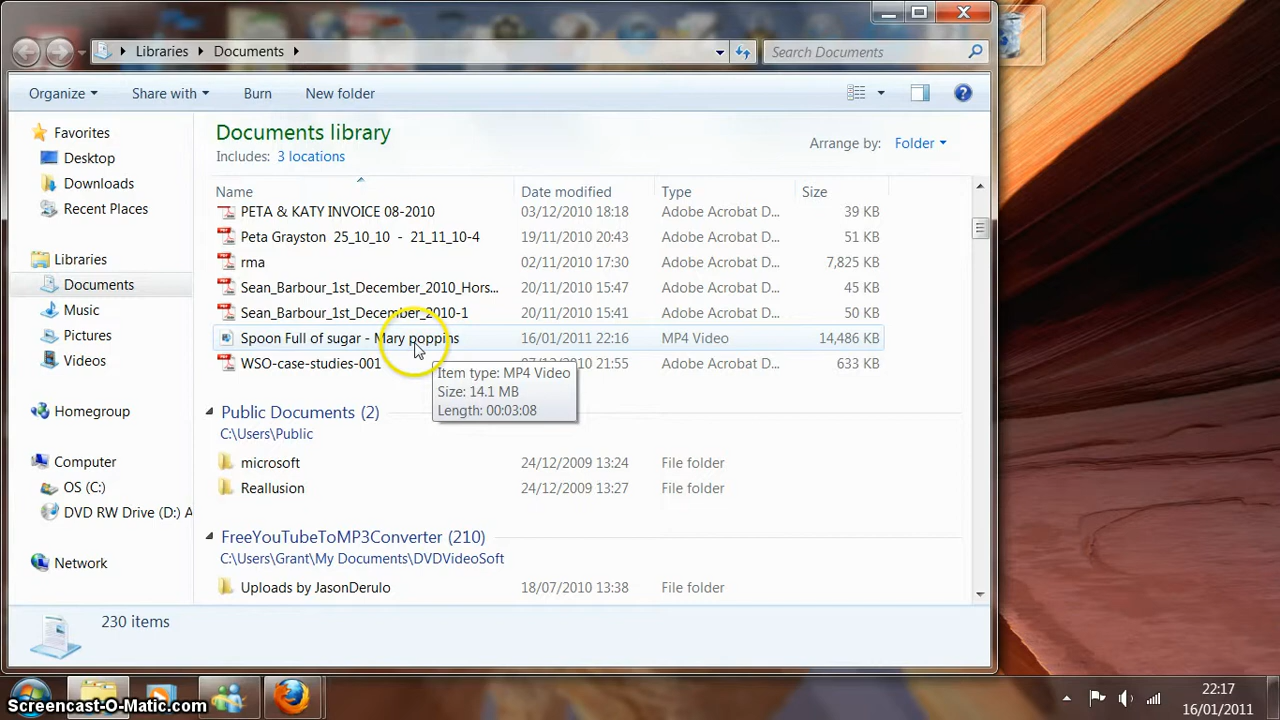 Libraries Documents
Search Documents
Organize Share with Burn New folder
Documents library
Includes: 3 locations
Arrange by: Folder
Name Date modified Type Size
PETA & KATY INVOICE 08-2010 03/12/2010 18:18 Adobe Acrobat D... 39 KB
Peta Grayston 25_10_10 - 21_11_10-4 19/11/2010 20:43 Adobe Acrobat D... 51 KB
rma 02/11/2010 17:30 Adobe Acrobat D... 7,825 KB
Sean_Barbour_1st_December_2010_Hors... 20/11/2010 15:47 Adobe Acrobat D... 45 KB
Sean_Barbour_1st_December_2010-1 20/11/2010 15:41 Adobe Acrobat D... 50 KB
Spoon Full of sugar - Mary poppins 16/01/2011 22:16 MP4 Video 14,486 KB
WSO-case-studies-001 07/12/2010 21:55 Adobe Acrobat D... 633 KB
Item type: MP4 Video
Size: 14.1 MB
Length: 00:03:08
Public Documents (2)
C:\Users\Public
microsoft 24/12/2009 13:24 File folder
Reallusion 24/12/2009 13:27 File folder
FreeYouTubeToMP3Converter (210)
C:\Users\Grant\My Documents\DVDVideoSoft
Uploads by JasonDerulo 18/07/2010 13:38 File folder
Favorites
Desktop
Downloads
Recent Places
Libraries
Documents
Music
Pictures
Videos
Homegroup
Computer
OS (C:)
DVD RW Drive (D:) A
Network
230 items
Screencast-O-Matic.com
22:17
16/01/2011